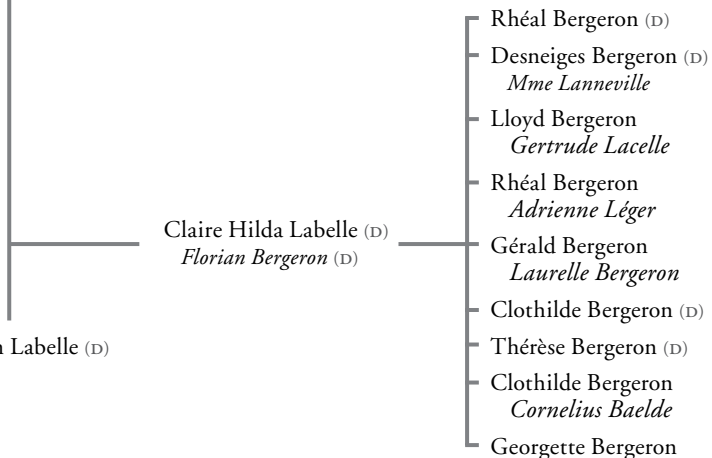 Rhéal Bergeron (D)
Desneiges Bergeron (D)
Mme Lanneville
Lloyd Bergeron
Gertrude Lacelle
Rhéal Bergeron
Adrienne Léger
Claire Hilda Labelle (D)
Florian Bergeron (D)
Gérald Bergeron
Laurelle Bergeron
Clothilde Bergeron (D)
Labelle (D)
Thérèse Bergeron (D)
Clothilde Bergeron
Cornelius Baelde
Georgette Bergeron